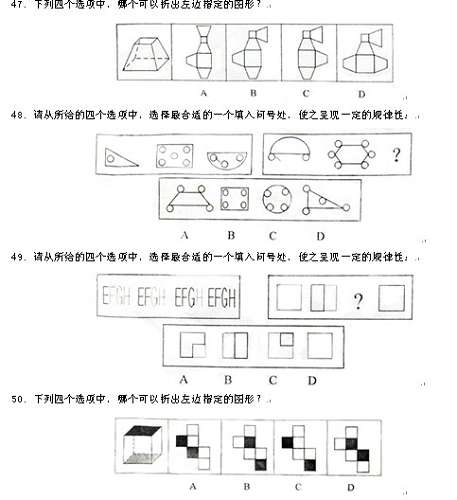 47. 下列四个选项中，哪个可以折出左边指定的图形？
A B C D
48. 请从所给的四个选项中，选择最合适的一个填入问号处，使之呈现一定的规律性：
?
A B C D
49. 请从所给的四个选项中，选择最合适的一个填入问号处，使之呈现一定的规律性：
EFGH EFGH EFGH EFGH ?
A B C D
50. 下列四个选项中，哪个可以折出左边指定的图形？
A B C D